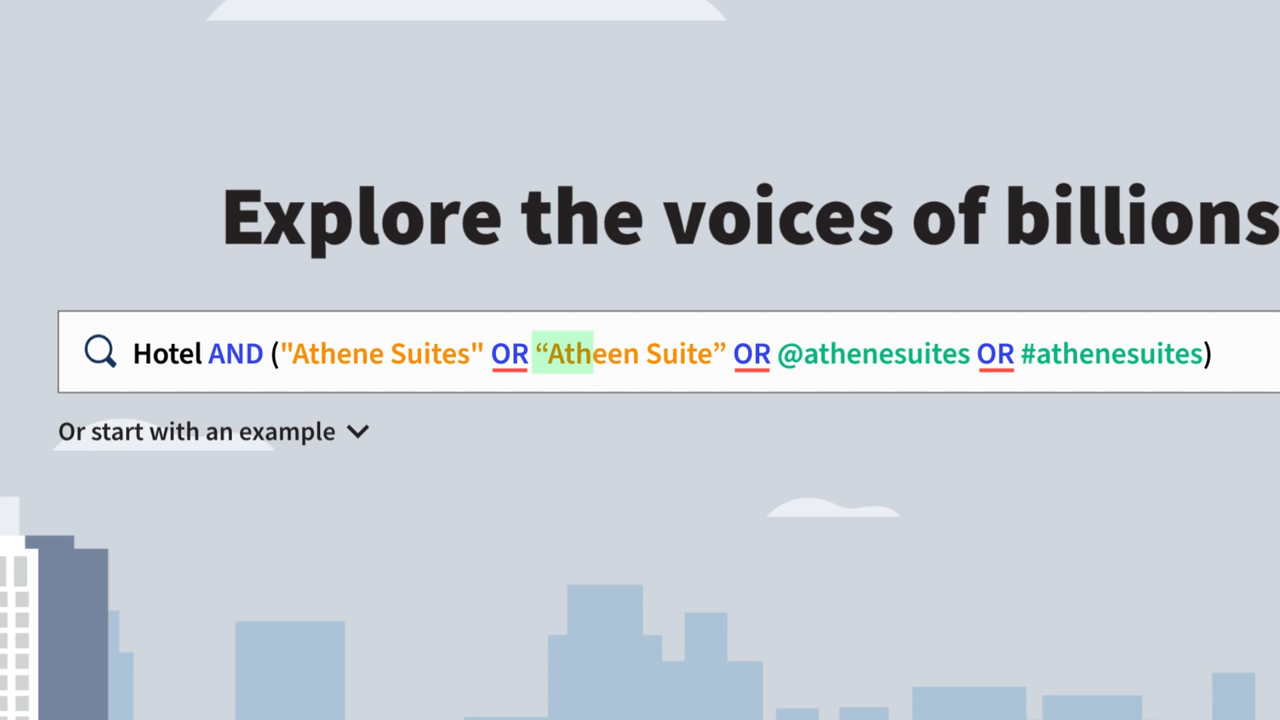 Explore the voices of billions
Hotel AND ("Athene Suites" OR “Atheen Suite” OR @athenesuites OR #athenesuites)
Or start with an example